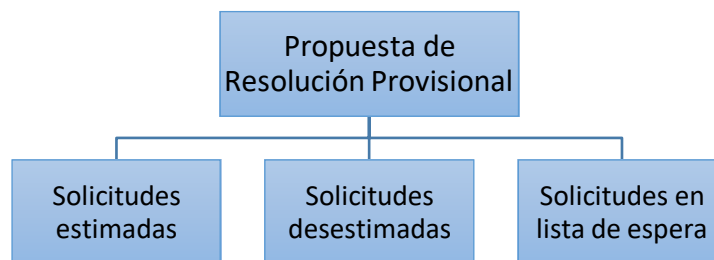 Propuesta de
Resolución Provisional
Solicitudes
estimadas
Solicitudes
desestimadas
Solicitudes en
lista de espera